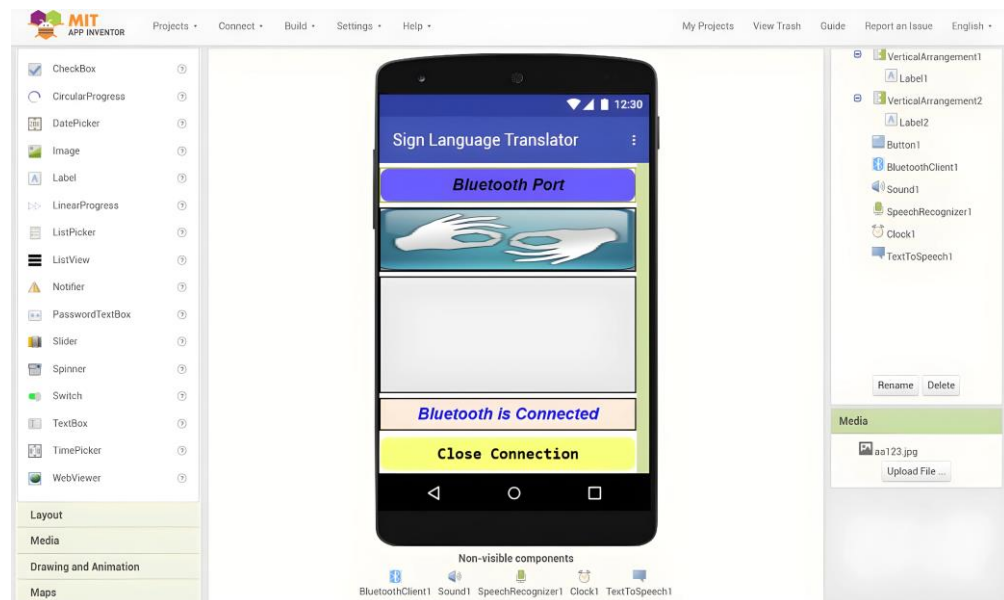 MIT
APP INVENTOR
Projects
Connect
Build
Settings
Help
My Projects
View Trash
Guide
Report an Issue
English
CheckBox
CircularProgress
DatePicker
Image
Label
LinearProgress
ListPicker
ListView
Notifier
PasswordTextBox
Slider
Spinner
Switch
TextBox
TimePicker
WebViewer
Layout
Media
Drawing and Animation
Maps
12:30
Sign Language Translator
Bluetooth Port
Bluetooth is Connected
Close Connection
Non-visible components
BluetoothClient1 Sound1 SpeechRecognizer1 Clock1 TextToSpeech1
VerticalArrangement1
Label1
VerticalArrangement2
Label2
Button1
BluetoothClient1
Sound1
SpeechRecognizer1
Clock1
TextToSpeech1
Rename Delete
Media
aa123.jpg
Upload File ...